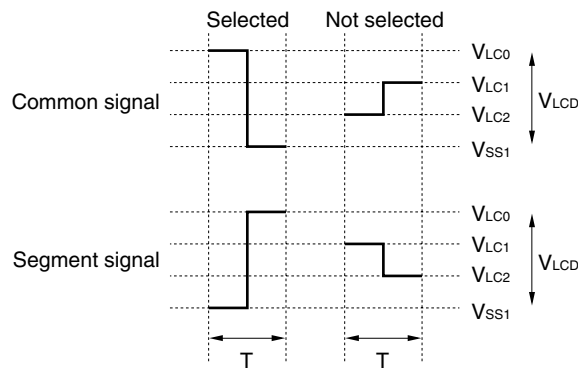 Selected Not selected
VLC0
VLC1
Common signal
VLCD
VLC2
VSS1
VLC0
VLC1
Segment signal
VLCD
VLC2
VSS1
T T